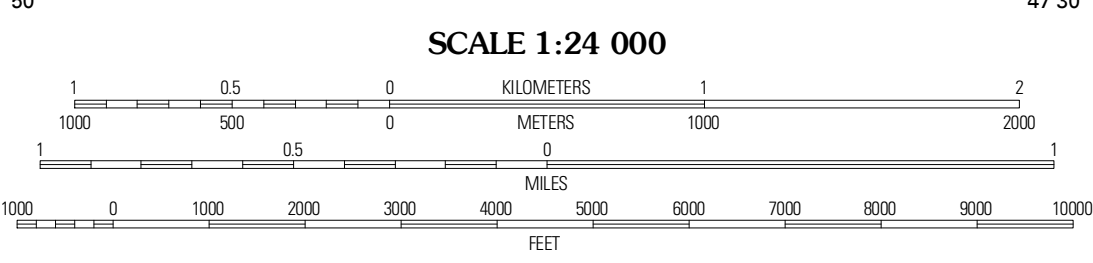 50 47 30
SCALE 1:24 000
1 0.5 0 KILOMETERS 1 2
1000 500 0 METERS 1000 2000
1 0.5 0 1
MILES
1000 0 1000 2000 3000 4000 5000 6000 7000 8000 9000 10000
FEET